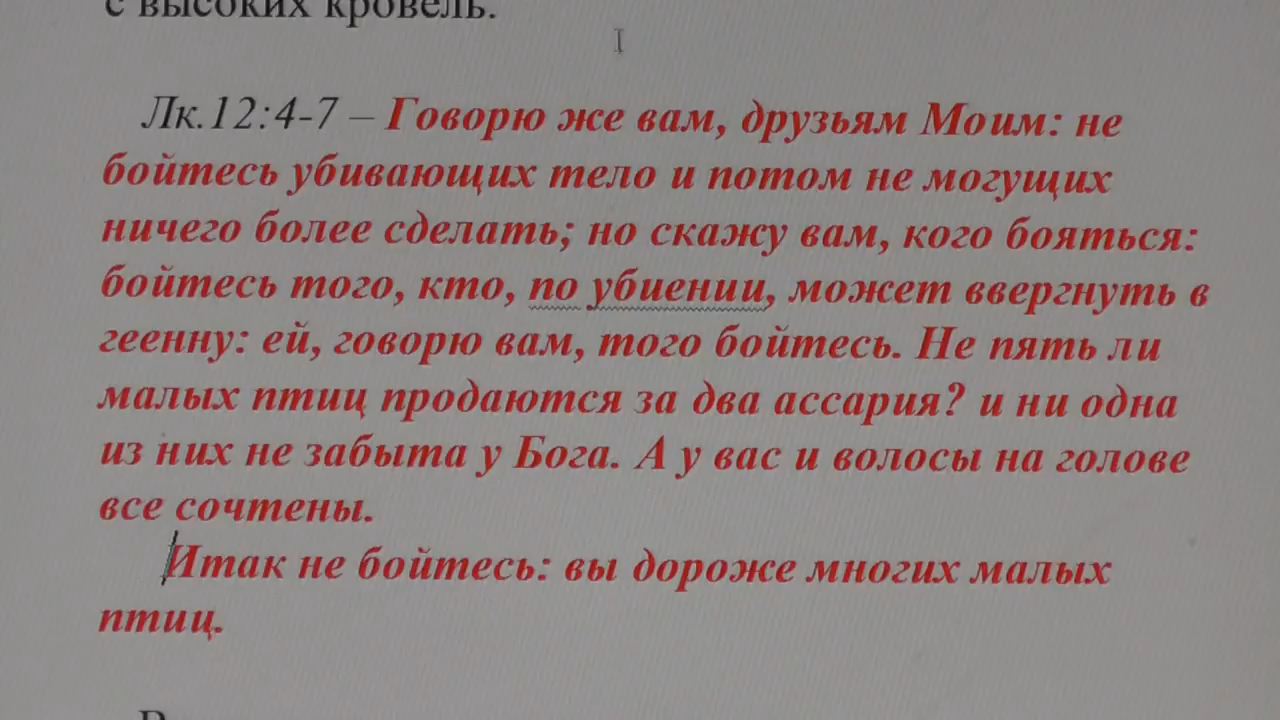 с высоких кровель.
Лк.12:4-7 – Говорю же вам, друзьям Моим: не
бойтесь убивающих тело и потом не могущих
ничего более сделать; но скажу вам, кого бояться:
бойтесь того, кто, по убиении, может ввергнуть в
геенну: ей, говорю вам, того бойтесь. Не пять ли
малых птиц продаются за два ассария? и ни одна
из них не забыта у Бога. А у вас и волосы на голове
все сочтены.
Итак не бойтесь: вы дороже многих малых
птиц.